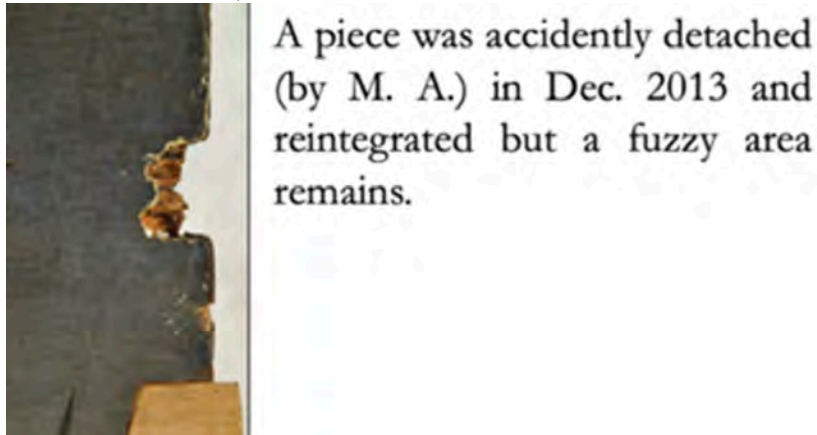 A piece was accidently detached
(by M. A.) in Dec. 2013 and
reintegrated but a fuzzy area
remains.